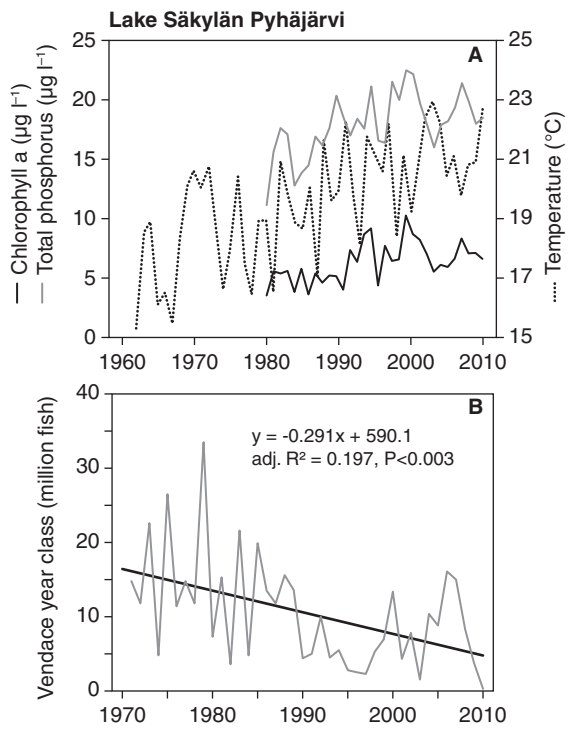 Lake Säkylän Pyhäjärvi
Chlorophyll a (µg l⁻¹)
Total phosphorus (µg l⁻¹)
25
20
15
10
5
0
A
25
23
21
19
17
15
Temperature (°C)
1960 1970 1980 1990 2000 2010
Vendace year class (million fish)
40
30
20
10
0
B
y = -0.291x + 590.1
adj. R² = 0.197, P<0.003
1970 1980 1990 2000 2010